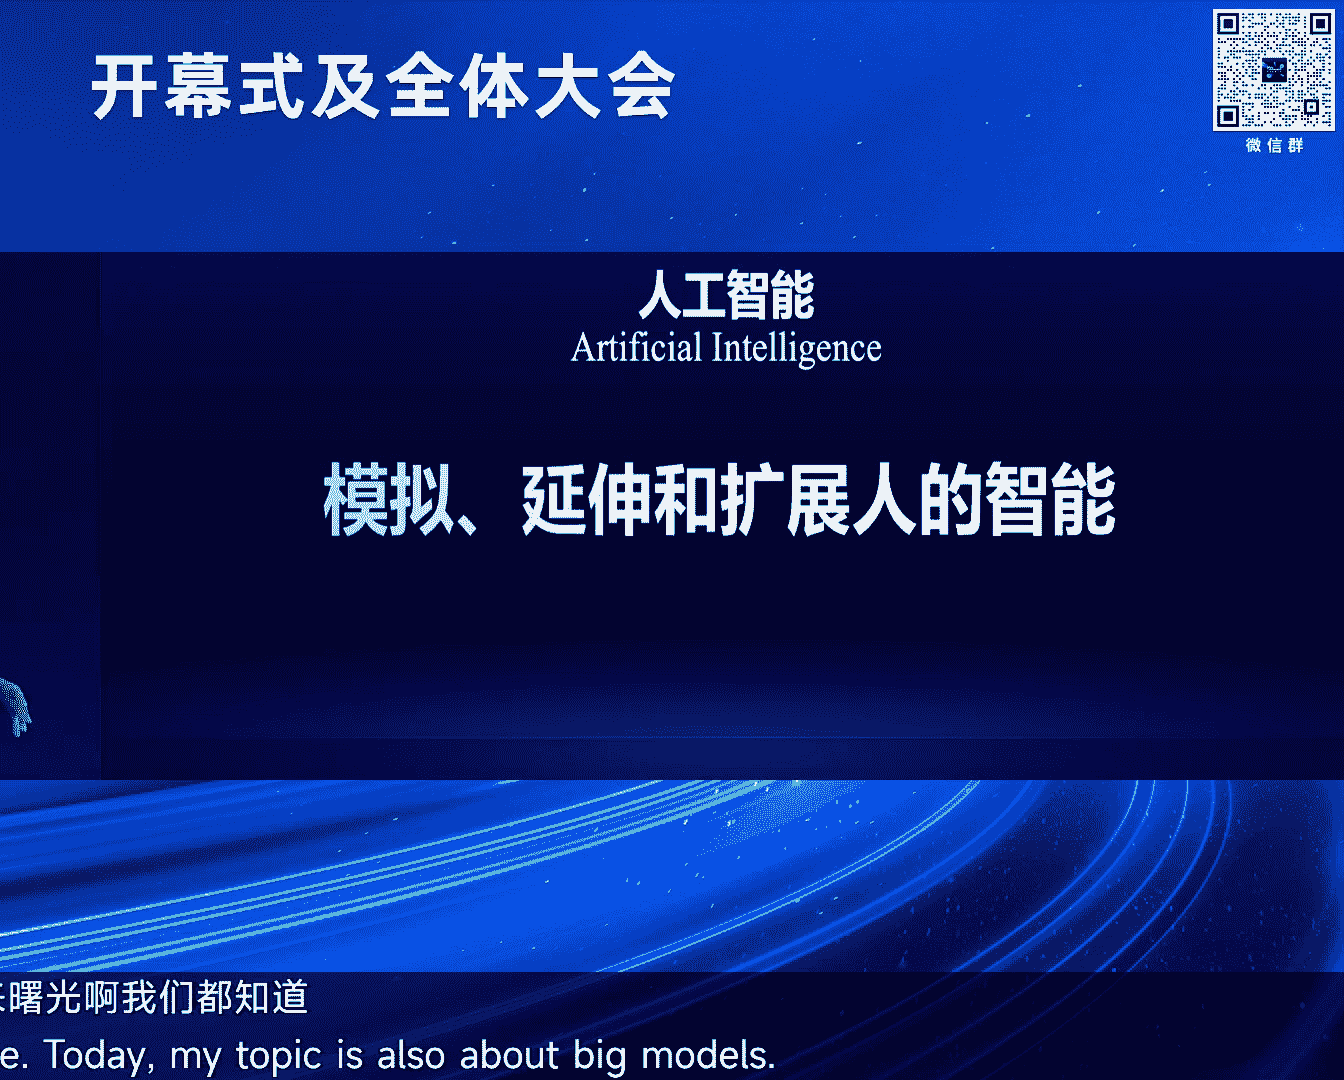 开幕式及全体大会
微信群
人工智能
Artificial Intelligence
模拟、延伸和扩展人的智能
曙光啊我们都知道
e. Today, my topic is also about big models.